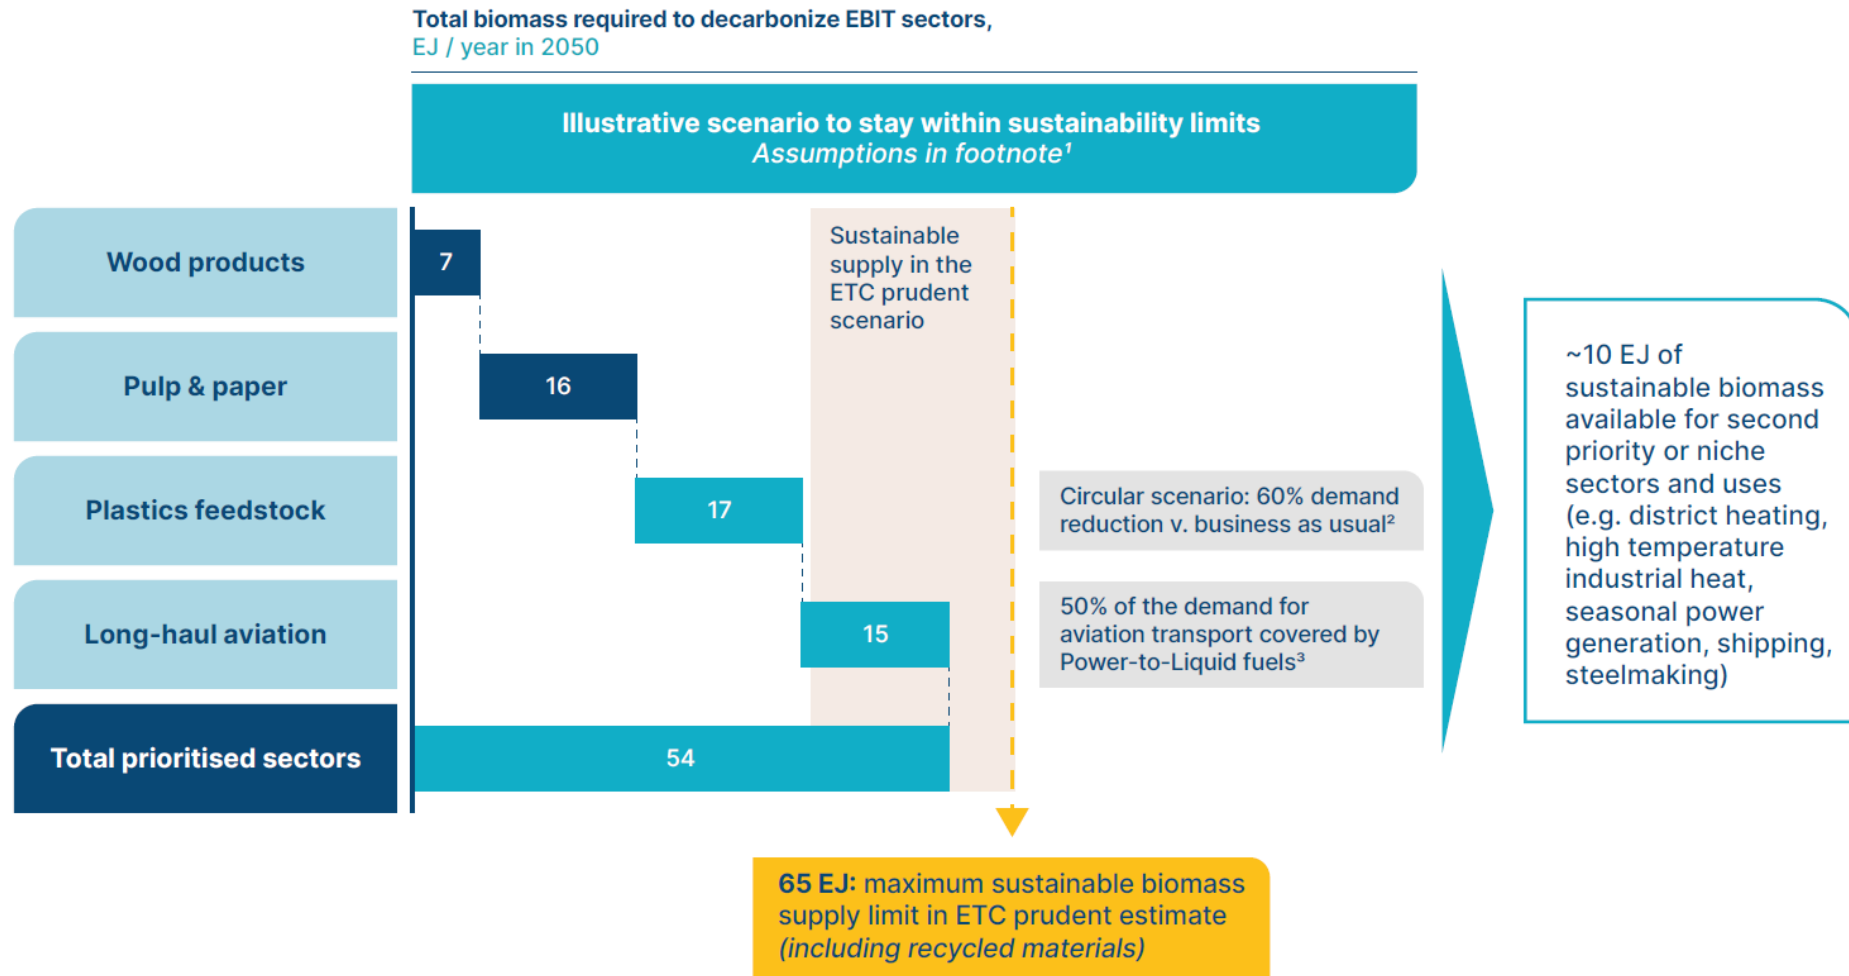 Total biomass required to decarbonize EBIT sectors,
EJ / year in 2050
Illustrative scenario to stay within sustainability limits
Assumptions in footnote¹
Wood products
7
Sustainable
supply in the
ETC prudent
scenario
Pulp & paper
16
Plastics feedstock
17
Circular scenario: 60% demand
reduction v. business as usual²
Long-haul aviation
15
50% of the demand for
aviation transport covered by
Power-to-Liquid fuels³
Total prioritised sectors
54
~10 EJ of
sustainable biomass
available for second
priority or niche
sectors and uses
(e.g. district heating,
high temperature
industrial heat,
seasonal power
generation, shipping,
steelmaking)
65 EJ: maximum sustainable biomass
supply limit in ETC prudent estimate
(including recycled materials)